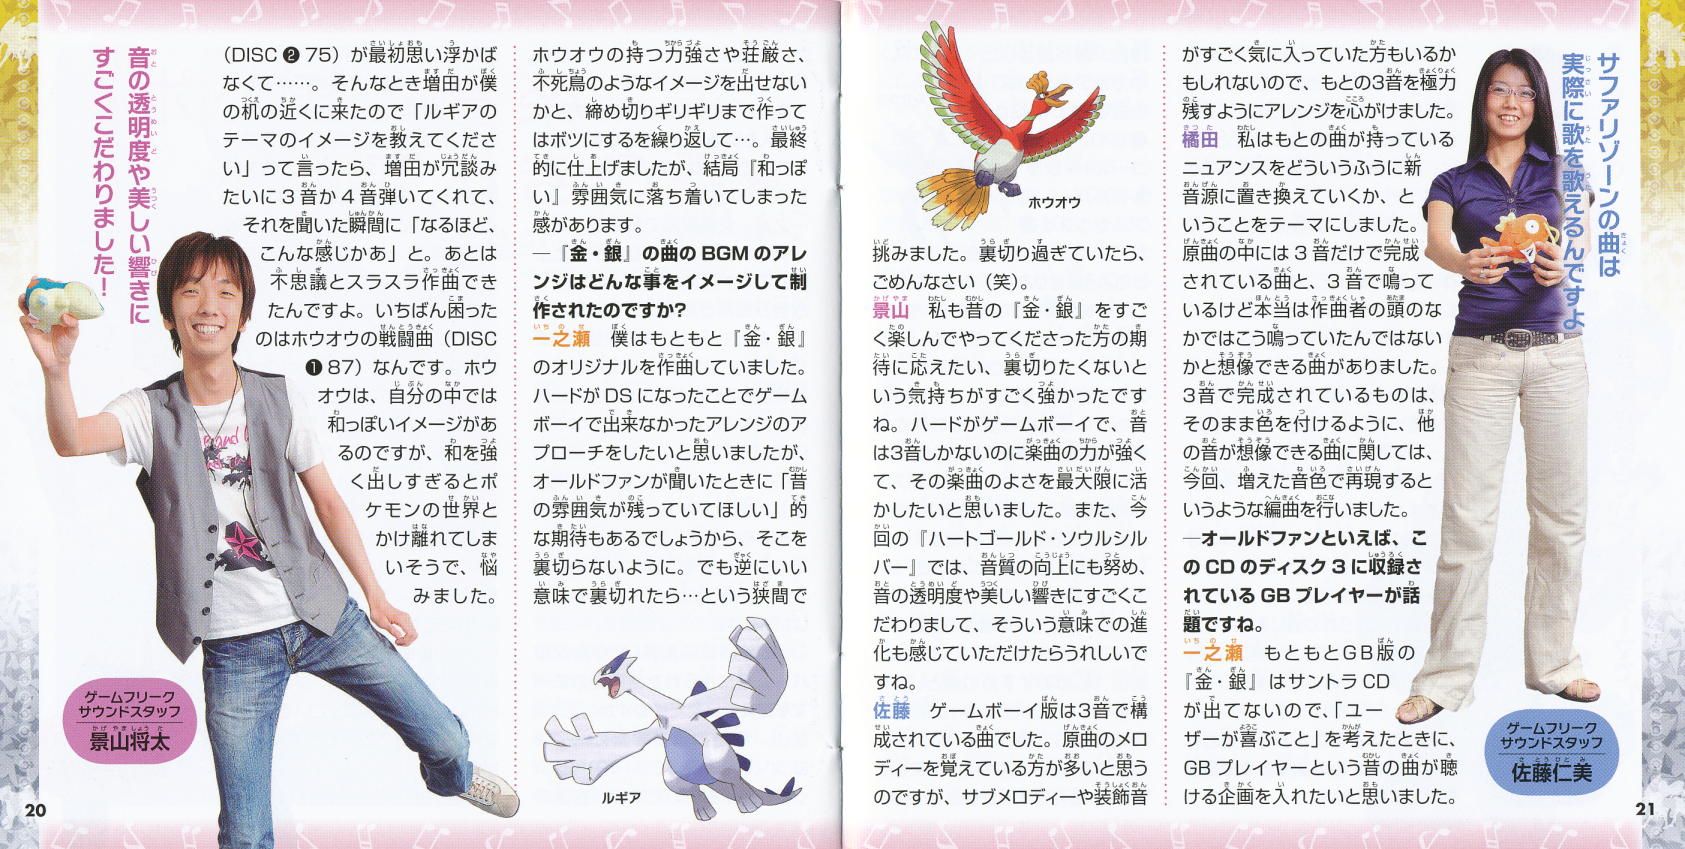 音の透明度や美しい響きに
すごくこだわりました！
（DISC ❷ 75）が最初思い浮かば
なくて……。そんなとき増田が僕
の机の近くに来たので「ルギアの
テーマのイメージを教えてくださ
い」って言ったら、増田が冗談み
たいに３音か４音弾いてくれて、
それを聞いた瞬間に「なるほど、
こんな感じかあ」と。あとは
不思議とスラスラ作曲でき
たんですよ。いちばん困った
のはホウオウの戦闘曲（DISC
❶ 87）なんです。ホウ
オウは、自分の中では
和っぽいイメージがあ
るのですが、和を強
く出しすぎるとポ
ケモンの世界と
かけ離れてしま
いそうで、悩
みました。
ゲームフリーク
サウンドスタッフ
景山将太
20
ホウオウの持つ力強さや荘厳さ、
不死鳥のようなイメージを出せない
かと、締め切りギリギリまで作って
はボツにするを繰り返して…。最終
的に仕上げましたが、結局『和っぽ
い』雰囲気に落ち着いてしまった
感があります。
―『金・銀』の曲のBGMのアレ
ンジはどんな事をイメージして制
作されたのですか?
一之瀬　僕はもともと『金・銀』
のオリジナルを作曲していました。
ハードがDSになったことでゲーム
ボーイで出来なかったアレンジのア
プローチをしたいと思いましたが、
オールドファンが聞いたときに「昔
の雰囲気が残っていてほしい」的
な期待もあるでしょうから、そこを
裏切らないように。でも逆にいい
意味で裏切れたら…という狭間で
ルギア
ホウオウ
挑みました。裏切り過ぎていたら、
ごめんなさい（笑）。
景山　私も昔の『金・銀』をすご
く楽しんでやってくださった方の期
待に応えたい、裏切りたくないと
いう気持ちがすごく強かったです
ね。ハードがゲームボーイで、音
は3音しかないのに楽曲の力が強く
て、その楽曲のよさを最大限に活
かしたいと思いました。また、今
回の『ハートゴールド・ソウルシル
バー』では、音質の向上にも努め、
音の透明度や美しい響きにすごくこ
だわりまして、そういう意味での進
化も感じていただけたらうれしいで
すね。
佐藤　ゲームボーイ版は3音で構
成されている曲でした。原曲のメロ
ディーを覚えている方が多いと思う
のですが、サブメロディーや装飾音
がすごく気に入っていた方もいるか
もしれないので、もとの3音を極力
残すようにアレンジを心がけました。
橘田　私はもとの曲が持っている
ニュアンスをどういうふうに新
音源に置き換えていくか、と
いうことをテーマにしました。
原曲の中には３音だけで完成
されている曲と、３音で鳴って
いるけど本当は作曲者の頭のな
かではこう鳴っていたんではない
かと想像できる曲がありました。
3音で完成されているものは、
そのまま色を付けるように、他
の音が想像できる曲に関しては、
今回、増えた音色で再現すると
いうような編曲を行いました。
―オールドファンといえば、こ
のCDのディスク3に収録さ
れているGBプレイヤーが話
題ですね。
一之瀬　もともとGB版の
『金・銀』はサントラCD
が出てないので、「ユー
ザーが喜ぶこと」を考えたときに、
GBプレイヤーという昔の曲が聴
ける企画を入れたいと思いました。
サファリゾーンの曲は
実際に歌を歌えるんですよ
ゲームフリーク
サウンドスタッフ
佐藤仁美
21